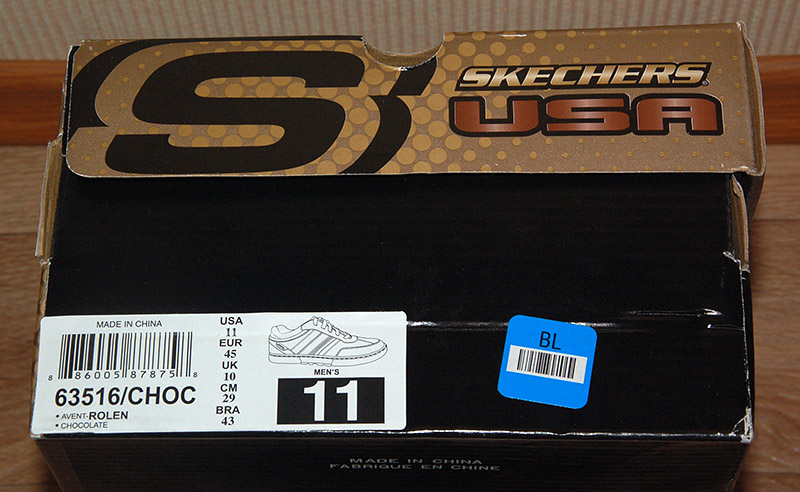 S
SKECHERS
USA
MADE IN CHINA
8 86005 87875 8
63516/CHOC
• AVENT-ROLEN
• CHOCOLATE
USA
11
EUR
45
UK
10
CM
29
BRA
43
MEN'S
11
BL
MADE IN CHINA
FABRIQUE EN CHINE